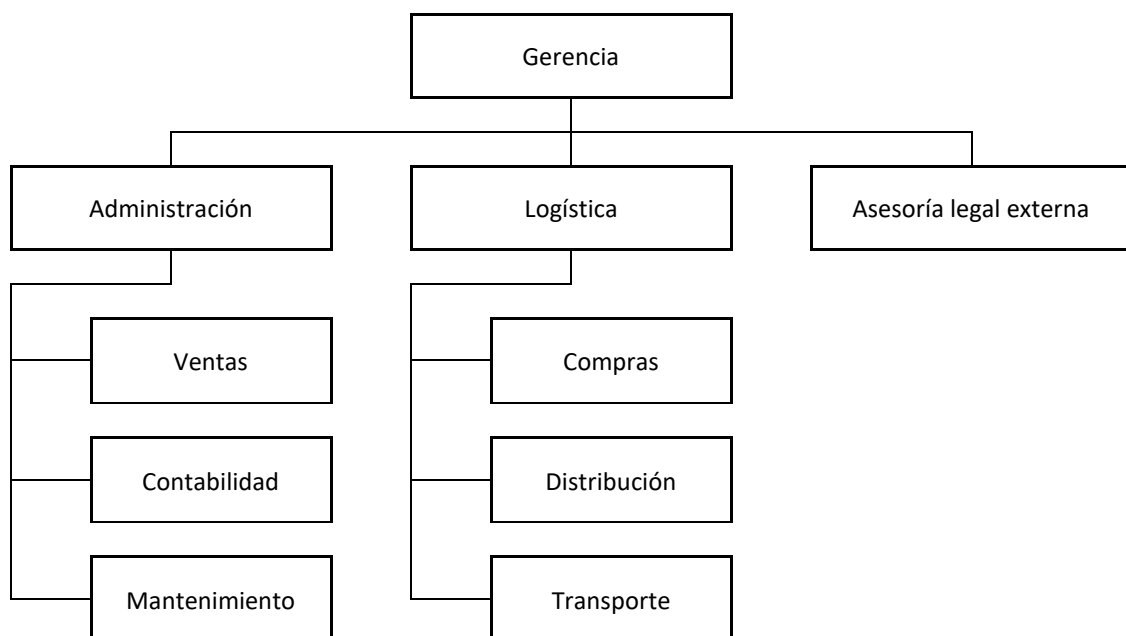 Gerencia
Administración
Logística
Asesoría legal externa
Ventas
Compras
Contabilidad
Distribución
Mantenimiento
Transporte